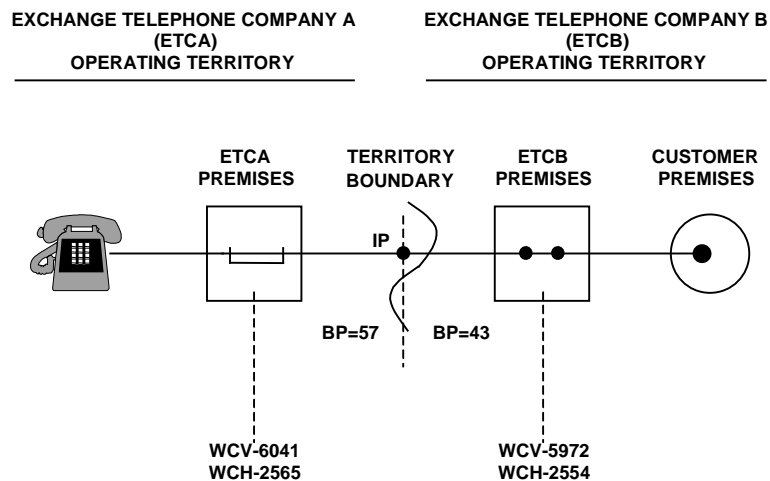 EXCHANGE TELEPHONE COMPANY A
(ETCA)
OPERATING TERRITORY
EXCHANGE TELEPHONE COMPANY B
(ETCB)
OPERATING TERRITORY
ETCA
PREMISES
TERRITORY
BOUNDARY
ETCB
PREMISES
CUSTOMER
PREMISES
IP
BP=57
BP=43
WCV-6041
WCH-2565
WCV-5972
WCH-2554